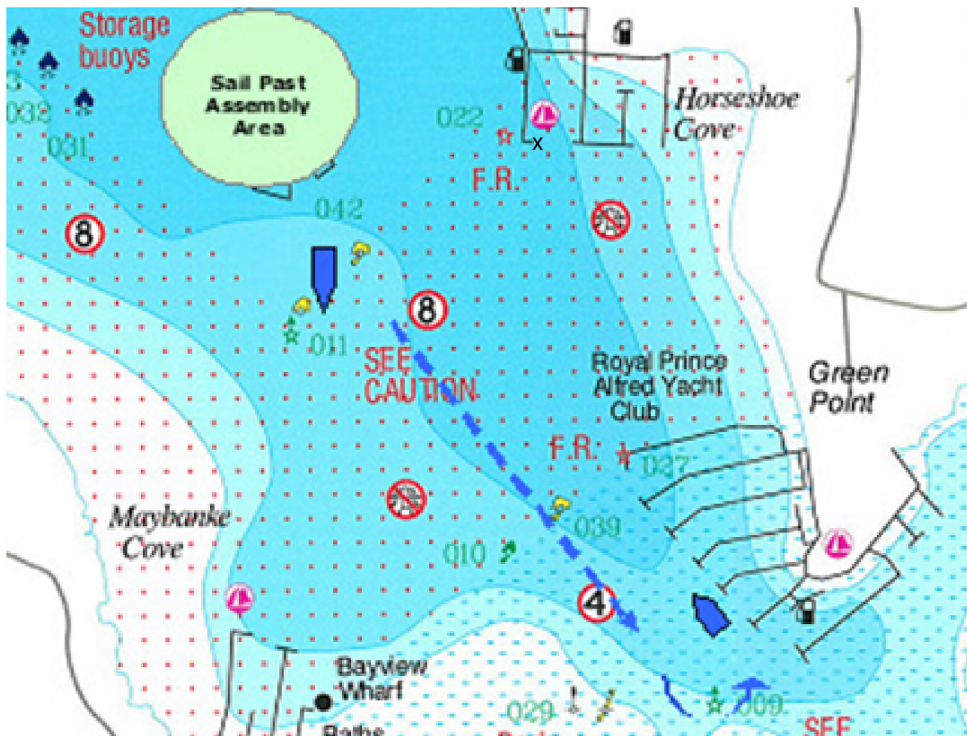 Storage
buoys
Sail Past
Assembly
Area
3
032
031
022
x
Horseshoe
Cove
F.R.
042
8
8
011
SEE
CAUTION
Royal Prince
Alfred Yacht
Club
Green
Point
F.R.
027
Maybanke
Cove
039
010
4
Bayview
Wharf
Baths
029
009
SEE